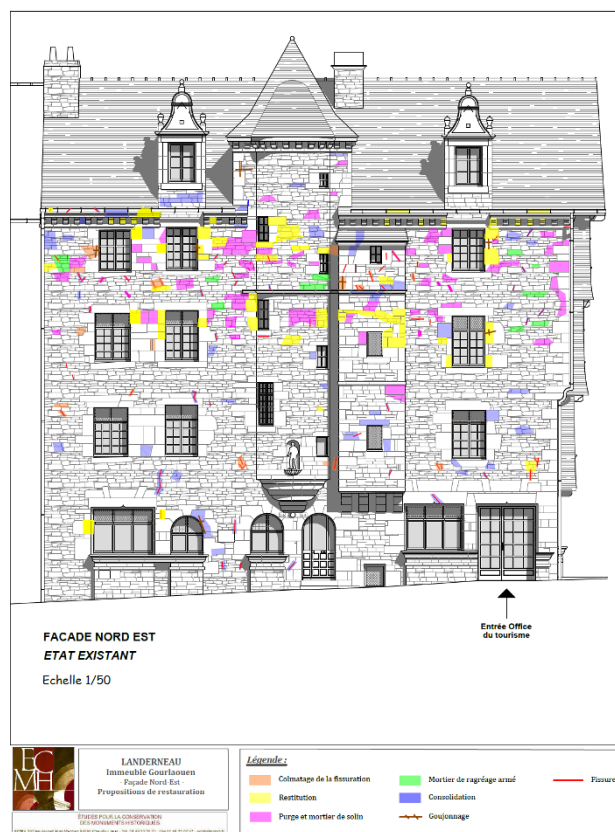 Entrée Office
du tourisme
FACADE NORD EST
ETAT EXISTANT
Echelle 1/50
ECMH
LANDERNEAU
Immeuble Gourlaouen
- Façade Nord-Est -
Propositions de restauration
ÉTUDES POUR LA CONSERVATION
DES MONUMENTS HISTORIQUES
Légende :
Colmatage de la fissuration
Restitution
Purge et mortier de solin
Mortier de ragréage armé
Consolidation
Goujonnage
Fissure